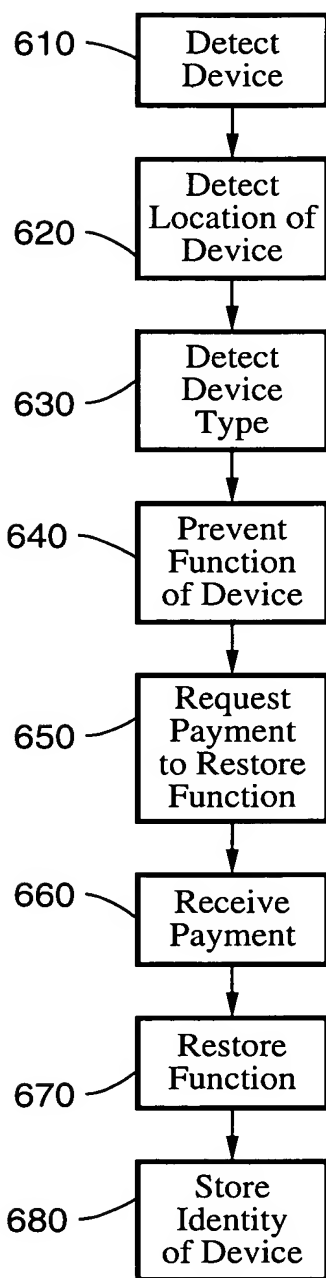 610
Detect
Device
620
Detect
Location of
Device
630
Detect
Device
Type
640
Prevent
Function
of Device
650
Request
Payment
to Restore
Function
660
Receive
Payment
670
Restore
Function
680
Store
Identity
of Device